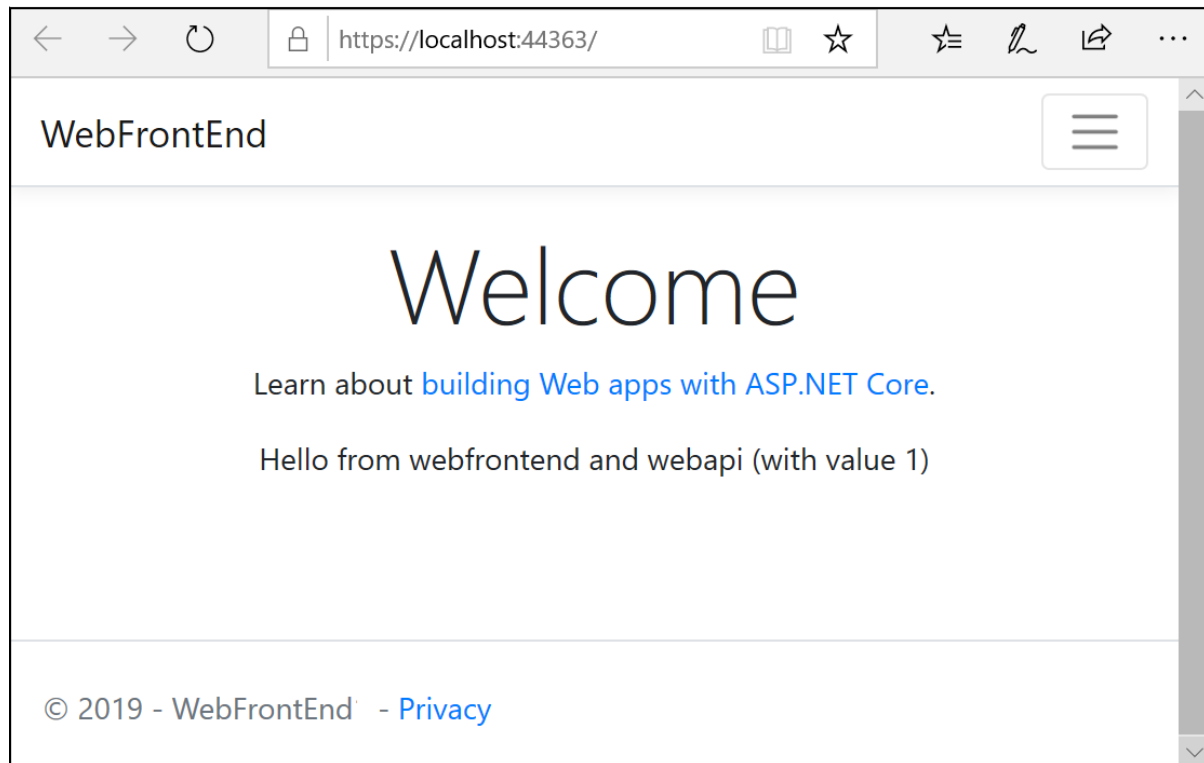 https://localhost:44363/
WebFrontEnd
Welcome
Learn about building Web apps with ASP.NET Core.
Hello from webfrontend and webapi (with value 1)
© 2019 - WebFrontEnd - Privacy